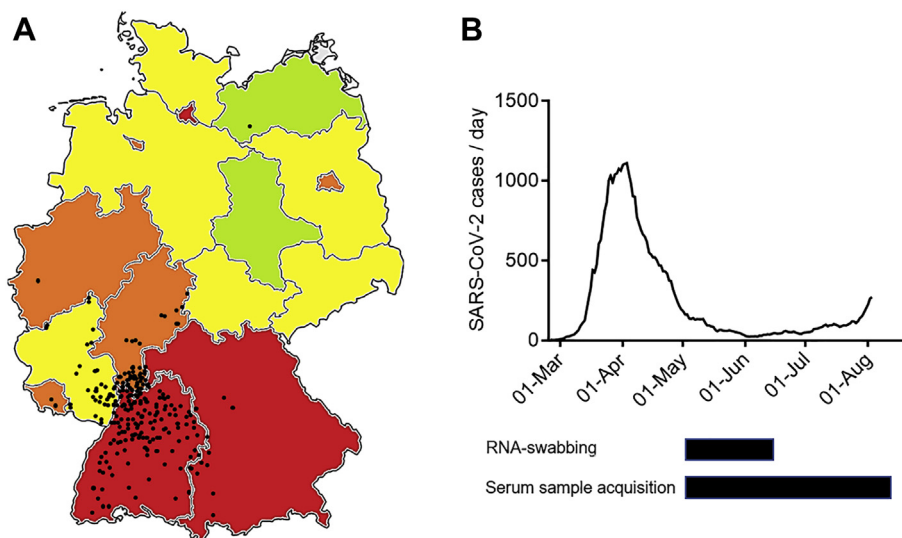 A
B
SARS-CoV-2 cases / day
1500
1000
500
0
01-Mar
01-Apr
01-May
01-Jun
01-Jul
01-Aug
RNA-swabbing
Serum sample acquisition